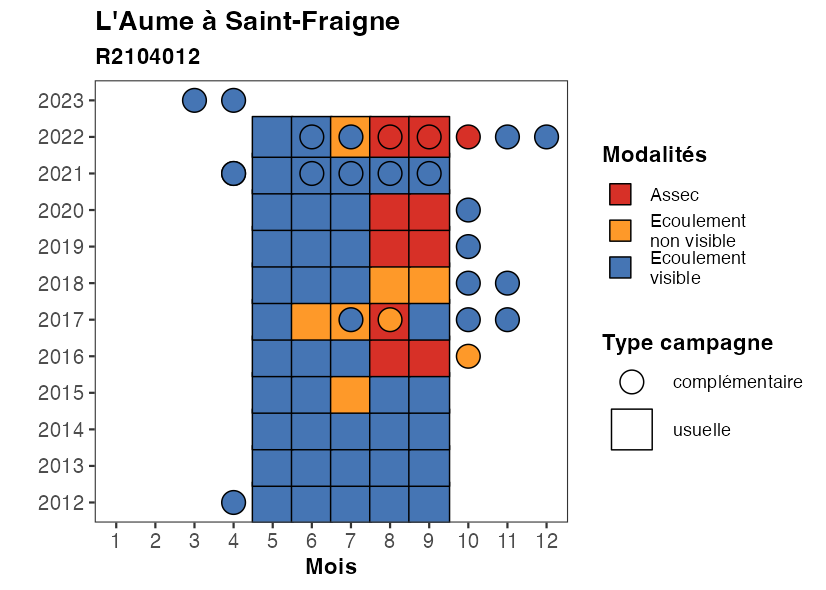 L'Aume à Saint-Fraigne
R2104012
2023
2022
2021
2020
2019
2018
2017
2016
2015
2014
2013
2012
1 2 3 4 5 6 7 8 9 10 11 12
Mois
Modalités
Assec
Ecoulement
non visible
Ecoulement
visible
Type campagne
complémentaire
usuelle